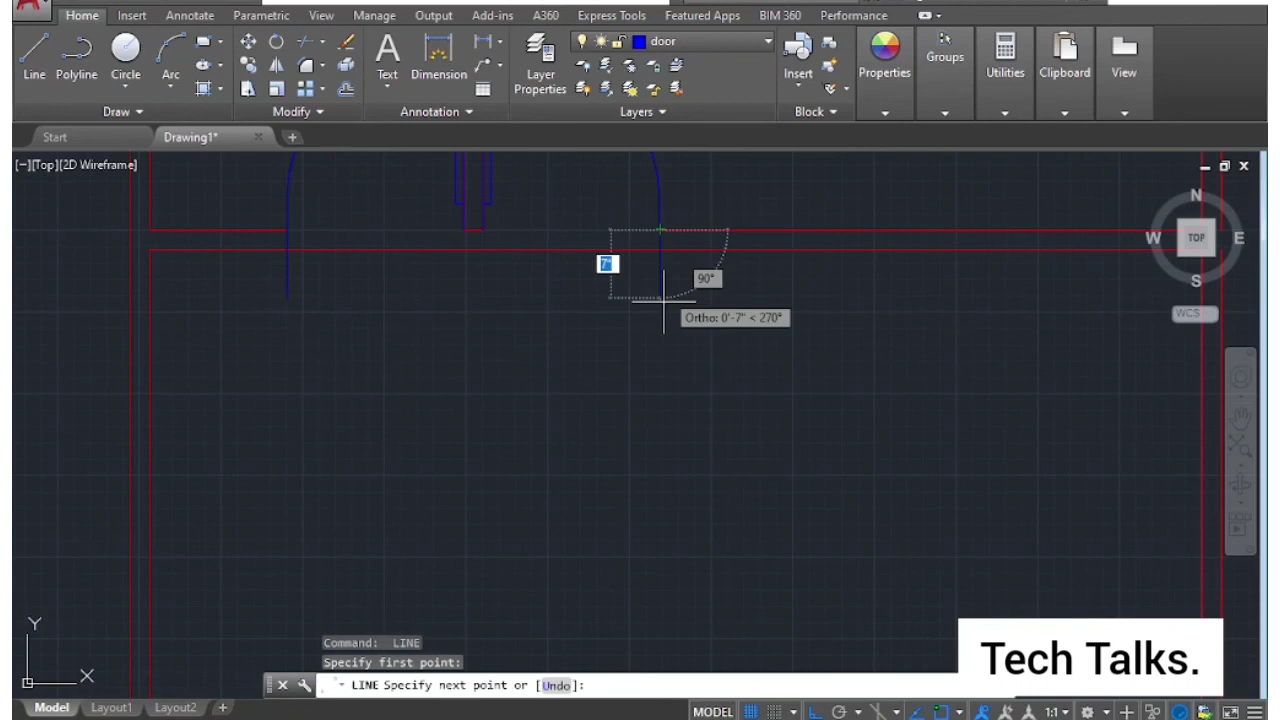 Home Insert Annotate Parametric View Manage Output Add-ins A360 Express Tools Featured Apps BIM 360 Performance
door
Line Polyline Circle Arc Text Dimension Layer Properties Insert Properties Groups Utilities Clipboard View
Draw Modify Annotation Layers Block
Start Drawing1*
[−][Top][2D Wireframe]
N
W TOP E
S
WCS
7"
90°
Ortho: 0'-7" < 270°
Y
X
Command: LINE
Specify first point:
LINE Specify next point or [Undo]:
Tech Talks.
Model Layout1 Layout2
MODEL 1:1